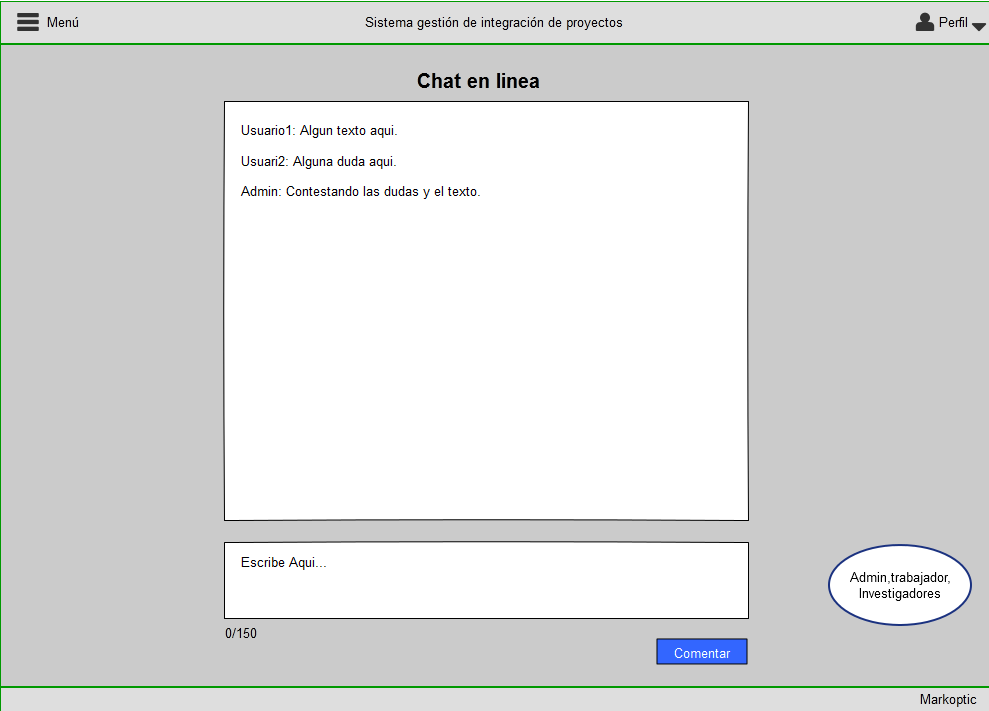 Menú
Sistema gestión de integración de proyectos
Perfil
Chat en linea
Usuario1: Algun texto aqui.
Usuari2: Alguna duda aqui.
Admin: Contestando las dudas y el texto.
Escribe Aqui...
Admin,trabajador,
Investigadores
0/150
Comentar
Markoptic